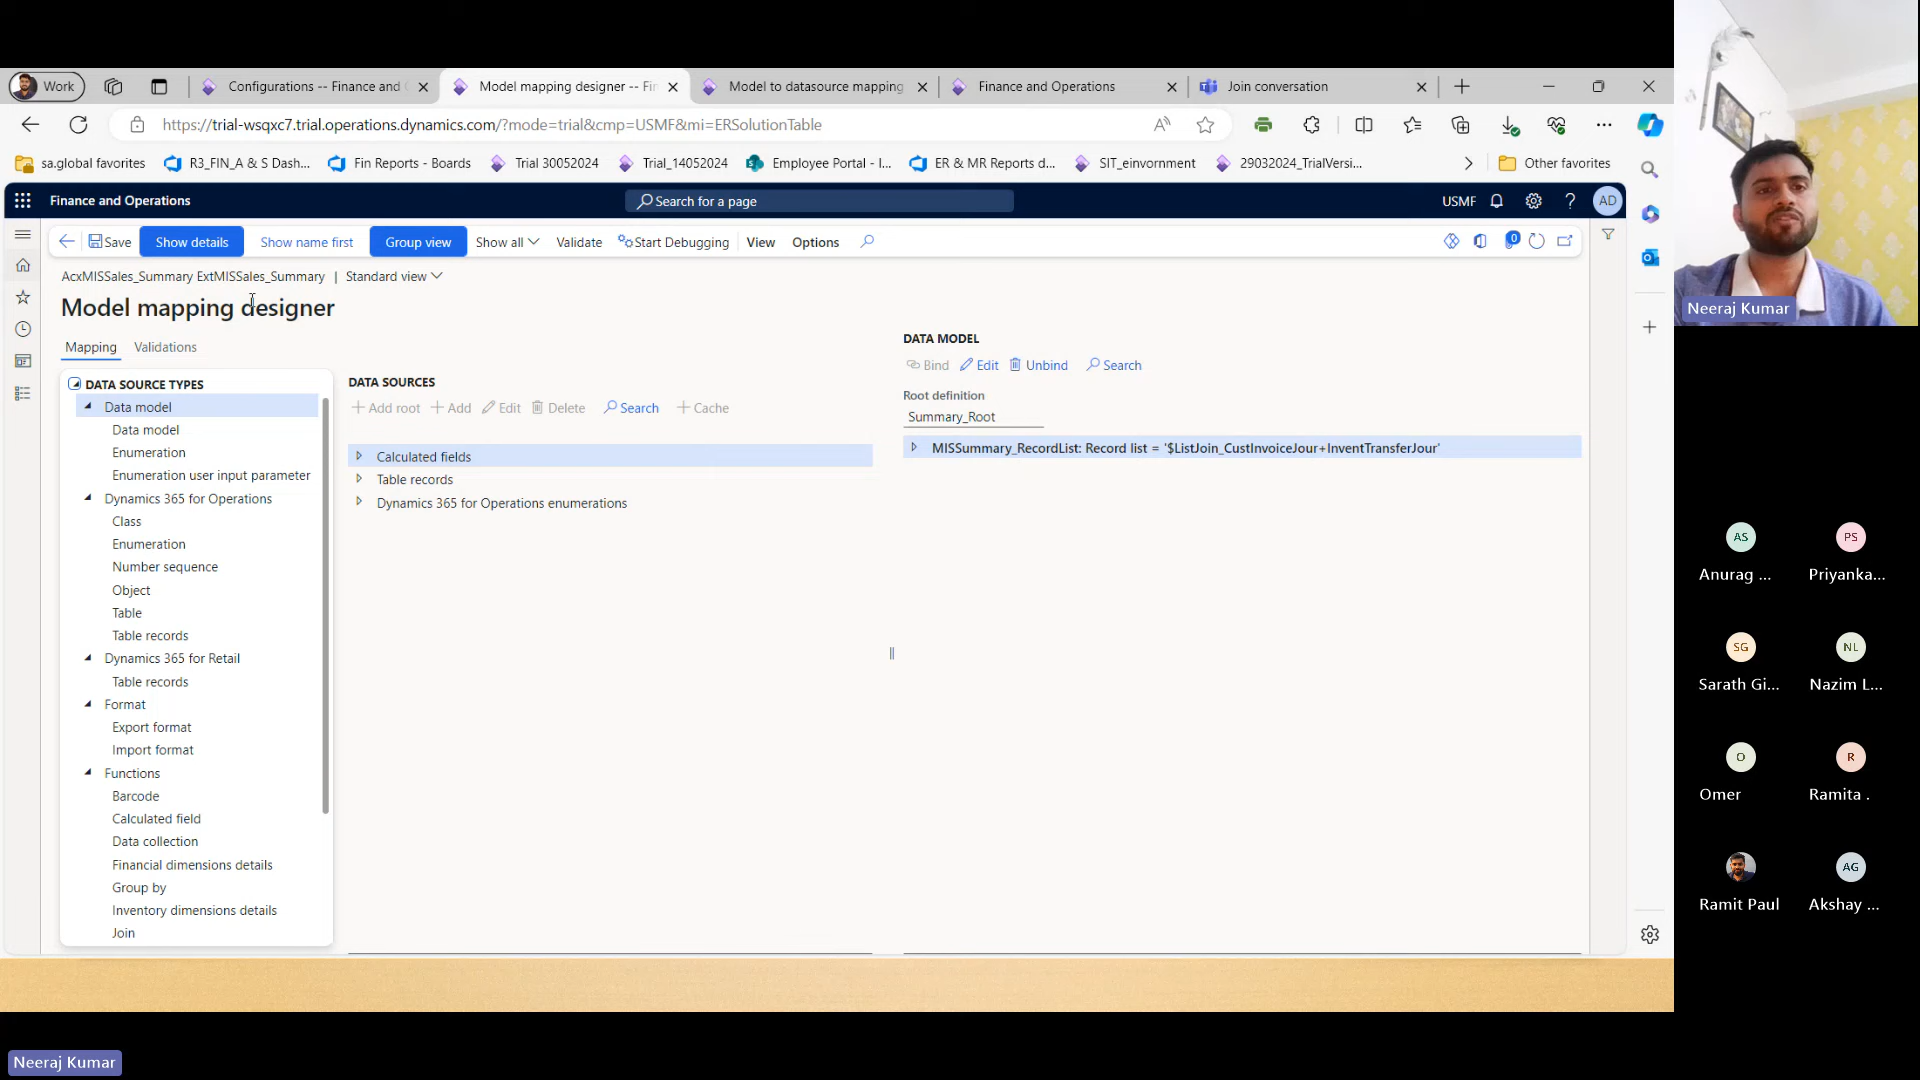 Work
Configurations -- Finance and
Model mapping designer -- Fi
Model to datasource mapping
Finance and Operations
Join conversation
https://trial-wsqxc7.trial.operations.dynamics.com/?mode=trial&cmp=USMF&mi=ERSolutionTable
sa.global favorites
R3_FIN_A & S Dash...
Fin Reports - Boards
Trial 30052024
Trial_14052024
Employee Portal - I...
ER & MR Reports d...
SIT_einvornment
29032024_TrialVersi...
Other favorites
Finance and Operations
Search for a page
USMF
AD
Save
Show details
Show name first
Group view
Show all
Validate
Start Debugging
View
Options
0
AcxMISSales_Summary ExtMISSales_Summary | Standard view
Model mapping designer
Mapping
Validations
DATA SOURCE TYPES
Data model
Data model
Enumeration
Enumeration user input parameter
Dynamics 365 for Operations
Class
Enumeration
Number sequence
Object
Table
Table records
Dynamics 365 for Retail
Table records
Format
Export format
Import format
Functions
Barcode
Calculated field
Data collection
Financial dimensions details
Group by
Inventory dimensions details
Join
DATA SOURCES
Add root
Add
Edit
Delete
Search
Cache
Calculated fields
Table records
Dynamics 365 for Operations enumerations
DATA MODEL
Bind
Edit
Unbind
Search
Root definition
Summary_Root
MISSummary_RecordList: Record list = '$ListJoin_CustInvoiceJour+InventTransferJour'
Neeraj Kumar
AS
Anurag ...
PS
Priyanka...
SG
Sarath Gi...
NL
Nazim L...
O
Omer
R
Ramita .
Ramit Paul
AG
Akshay ...
Neeraj Kumar